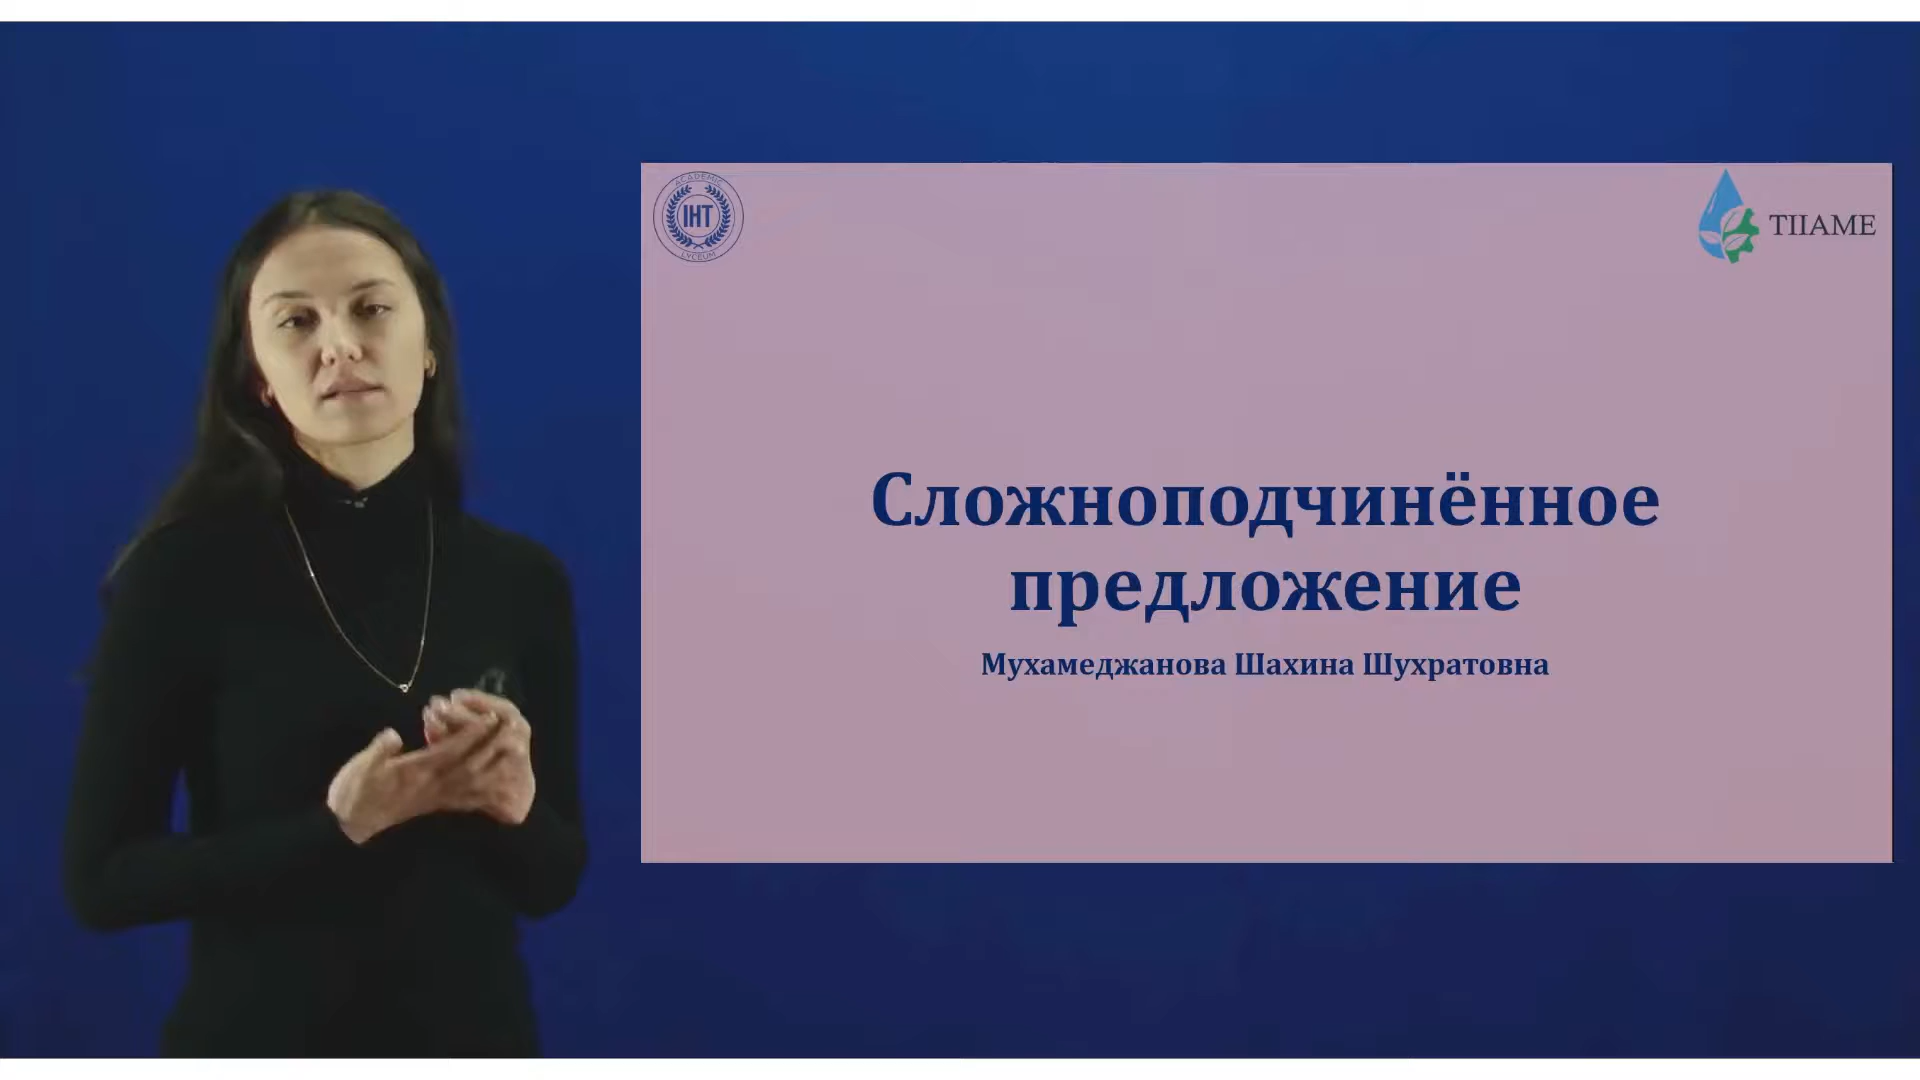 ACADEMIC
IHT
LYCEUM
TIIAME
Сложноподчинённое
предложение
Мухамеджанова Шахина Шухратовна